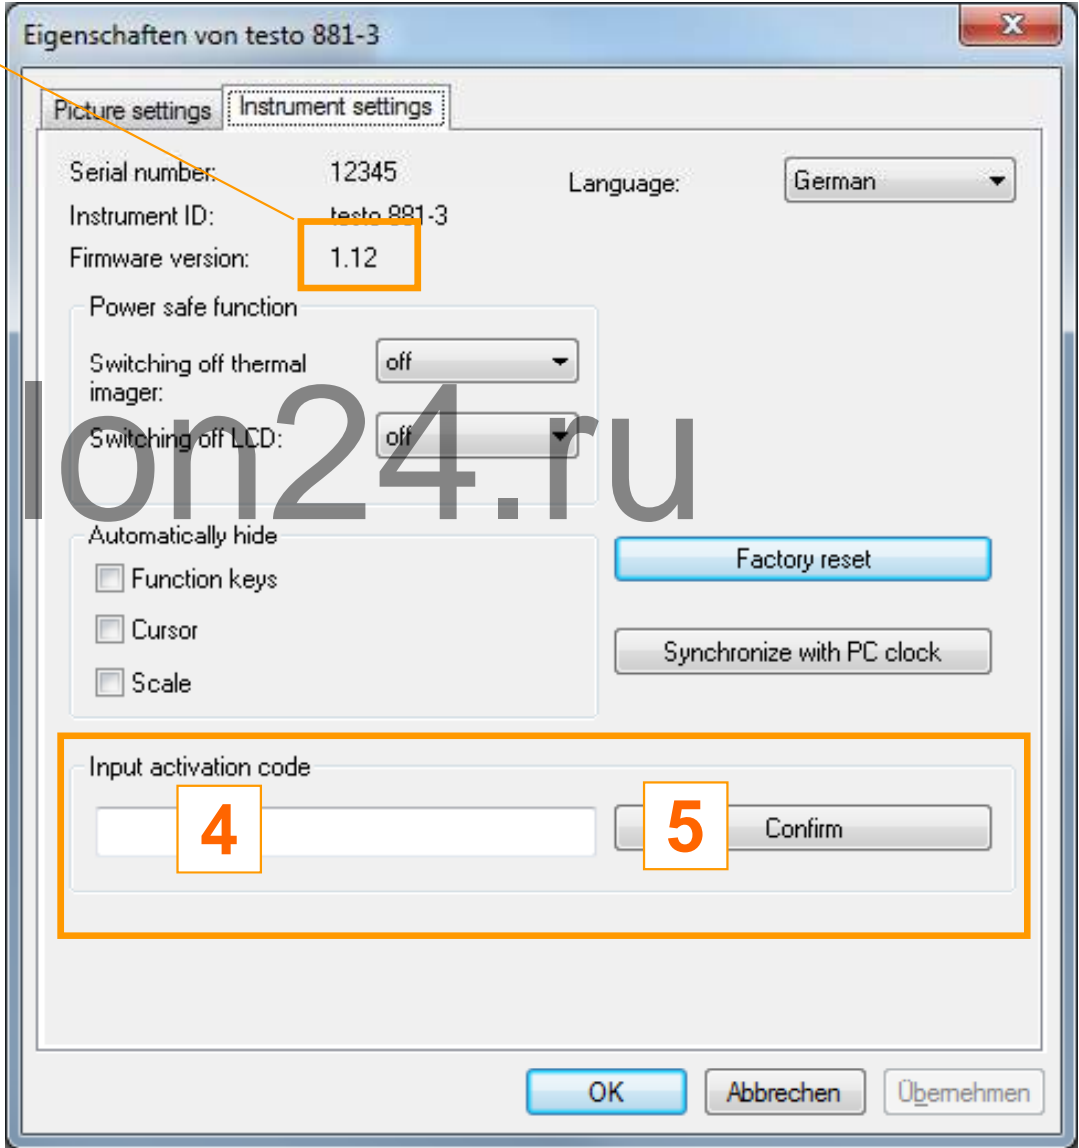 Eigenschaften von testo 881-3
Picture settings
Instrument settings
Serial number: 12345
Language: German
Instrument ID: testo 881-3
Firmware version: 1.12
Power safe function
Switching off thermal
imager:
off
Switching off LCD:
off
lon24.ru
Automatically hide
Function keys
Cursor
Scale
Factory reset
Synchronize with PC clock
Input activation code
4
5
Confirm
OK
Abbrechen
Übernehmen